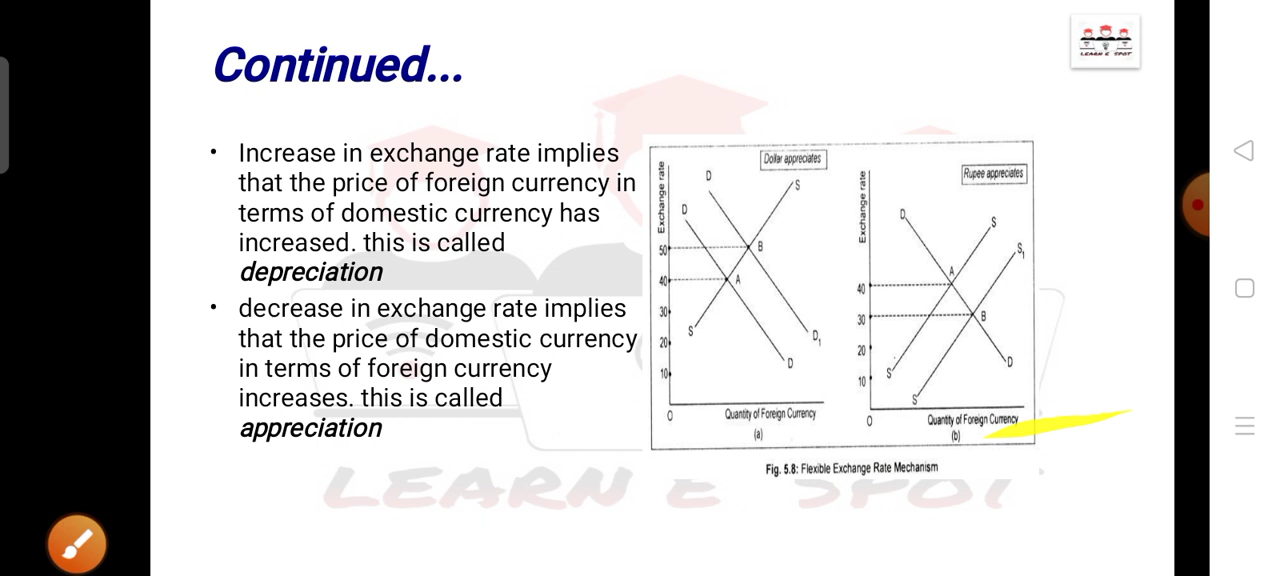 Continued...
LEARN E SPOT
• Increase in exchange rate implies
that the price of foreign currency in
terms of domestic currency has
increased. this is called
depreciation
• decrease in exchange rate implies
that the price of domestic currency
in terms of foreign currency
increases. this is called
appreciation
Dollar appreciates
Exchange rate
D
D
S
50
B
40
A
30
S
20
D1
D
10
0
Quantity of Foreign Currency
(a)
Rupee appreciates
Exchange rate
D
S
S1
A
40
30
B
20
D
S
10
S
0
Quantity of Foreign Currency
(b)
Fig. 5.8: Flexible Exchange Rate Mechanism
LEARN E SPOT